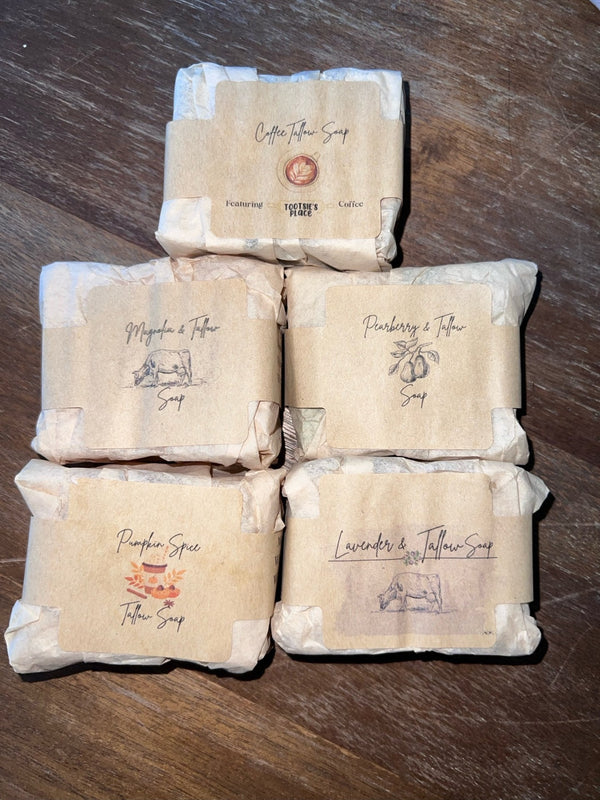 Coffee Tallow Soap
Featuring TOOTSIE'S PLACE Coffee
Magnolia & Tallow
Soap
Pearberry & Tallow
Soap
Pumpkin Spice
Tallow Soap
Lavender & Tallow Soap